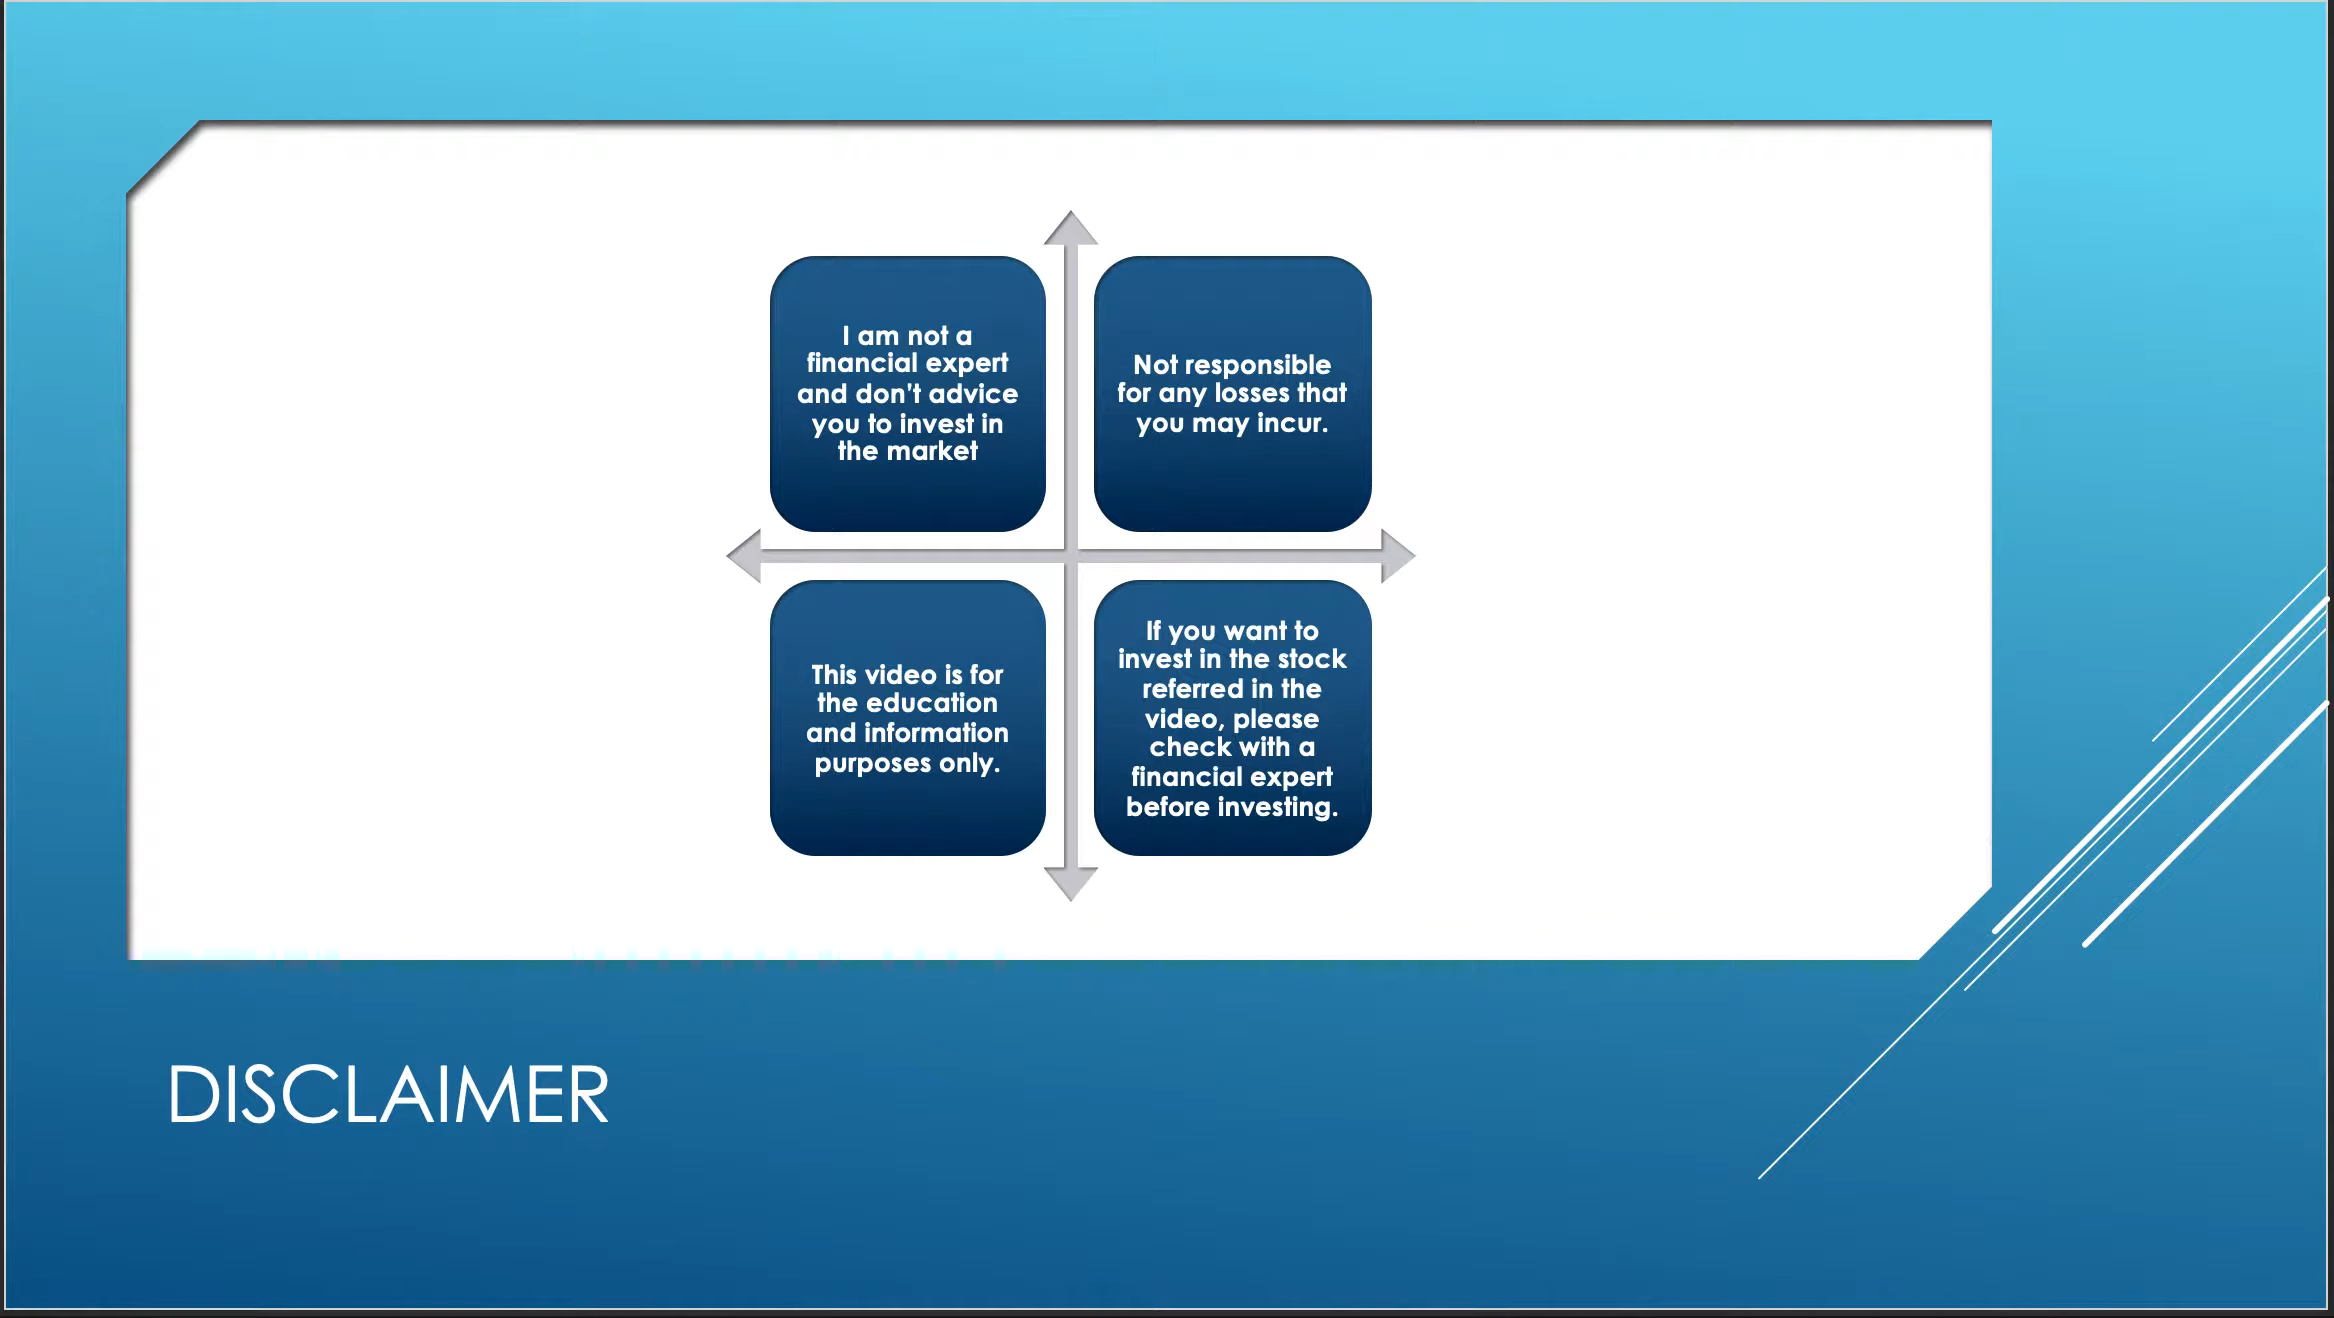 I am not a
financial expert
and don't advice
you to invest in
the market
Not responsible
for any losses that
you may incur.
This video is for
the education
and information
purposes only.
If you want to
invest in the stock
referred in the
video, please
check with a
financial expert
before investing.
DISCLAIMER